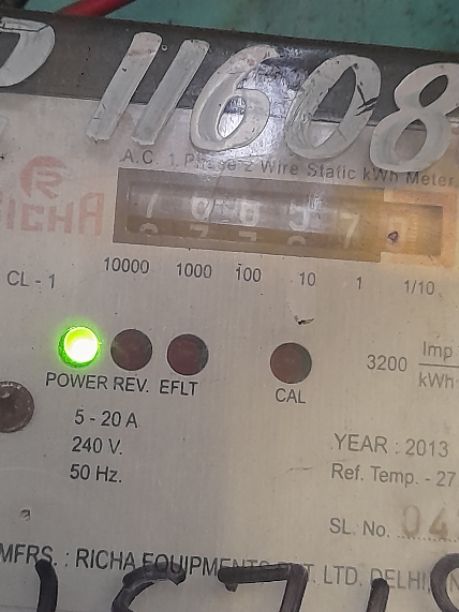 11608
A.C. 1 Phase 2 Wire Static kWh Meter
RICHA
10000 1000 100 10 1 1/10
CL - 1
3200 Imp
kWh
POWER REV. EFLT CAL
5 - 20 A
240 V.
50 Hz.
YEAR : 2013
Ref. Temp. - 27
SL. No. 04
MFRS. : RICHA EQUIPMENTS PVT. LTD. DELHI